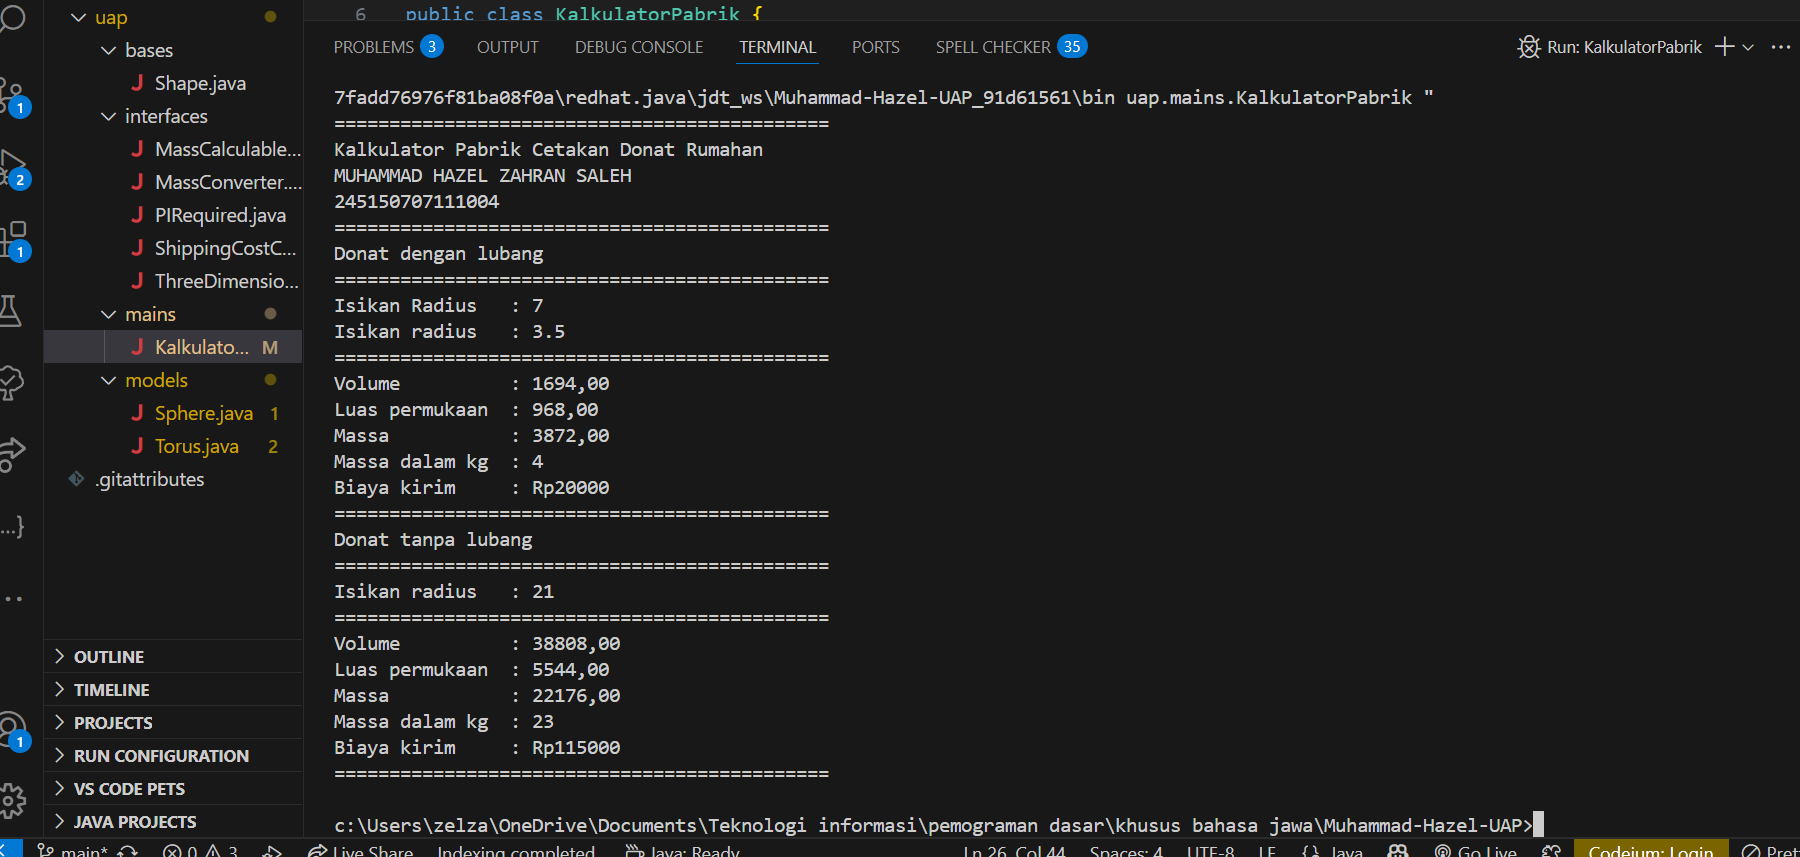 uap
bases
Shape.java
interfaces
MassCalculable...
MassConverter....
PIRequired.java
ShippingCostC...
ThreeDimensio...
mains
Kalkulato... M
models
Sphere.java 1
Torus.java 2
.gitattributes
OUTLINE
TIMELINE
PROJECTS
RUN CONFIGURATION
VS CODE PETS
JAVA PROJECTS
1
2
1
1
6 public class KalkulatorPabrik {
PROBLEMS 3 OUTPUT DEBUG CONSOLE TERMINAL PORTS SPELL CHECKER 35 Run: KalkulatorPabrik
7fadd76976f81ba08f0a\redhat.java\jdt_ws\Muhammad-Hazel-UAP_91d61561\bin uap.mains.KalkulatorPabrik "
=============================================
Kalkulator Pabrik Cetakan Donat Rumahan
MUHAMMAD HAZEL ZAHRAN SALEH
245150707111004
=============================================
Donat dengan lubang
=============================================
Isikan Radius : 7
Isikan radius : 3.5
=============================================
Volume : 1694,00
Luas permukaan : 968,00
Massa : 3872,00
Massa dalam kg : 4
Biaya kirim : Rp20000
=============================================
Donat tanpa lubang
=============================================
Isikan radius : 21
=============================================
Volume : 38808,00
Luas permukaan : 5544,00
Massa : 22176,00
Massa dalam kg : 23
Biaya kirim : Rp115000
=============================================
c:\Users\zelza\OneDrive\Documents\Teknologi informasi\pemograman dasar\khusus bahasa jawa\Muhammad-Hazel-UAP>
main* 0 3 Live Share Indexing completed Java: Ready Ln 26, Col 44 Spaces: 4 UTF-8 LF {} Java Go Live Codeium: Login